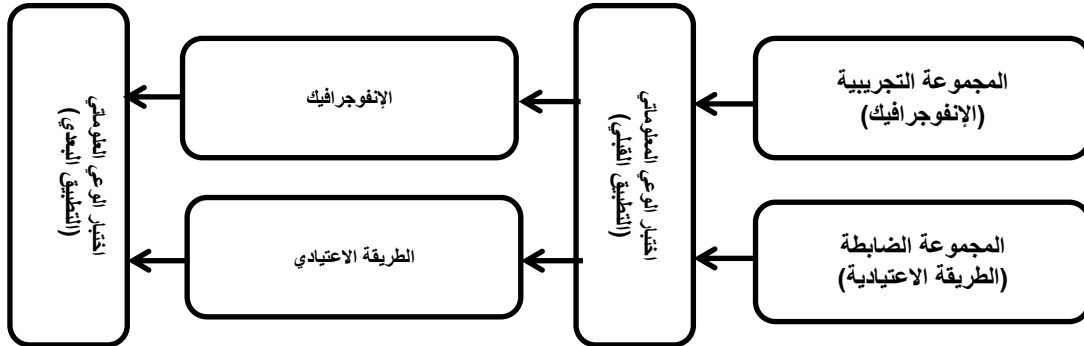 المجموعة التجريبية
(الإنفوجرافيك)
اختبار الوعي المعلوماتي
(التطبيق القبلي)
الإنفوجرافيك
اختبار الوعي العلوماتي
(التطبيق البعدي)
المجموعة الضابطة
(الطريقة الاعتيادية)
الطريقة الاعتيادي